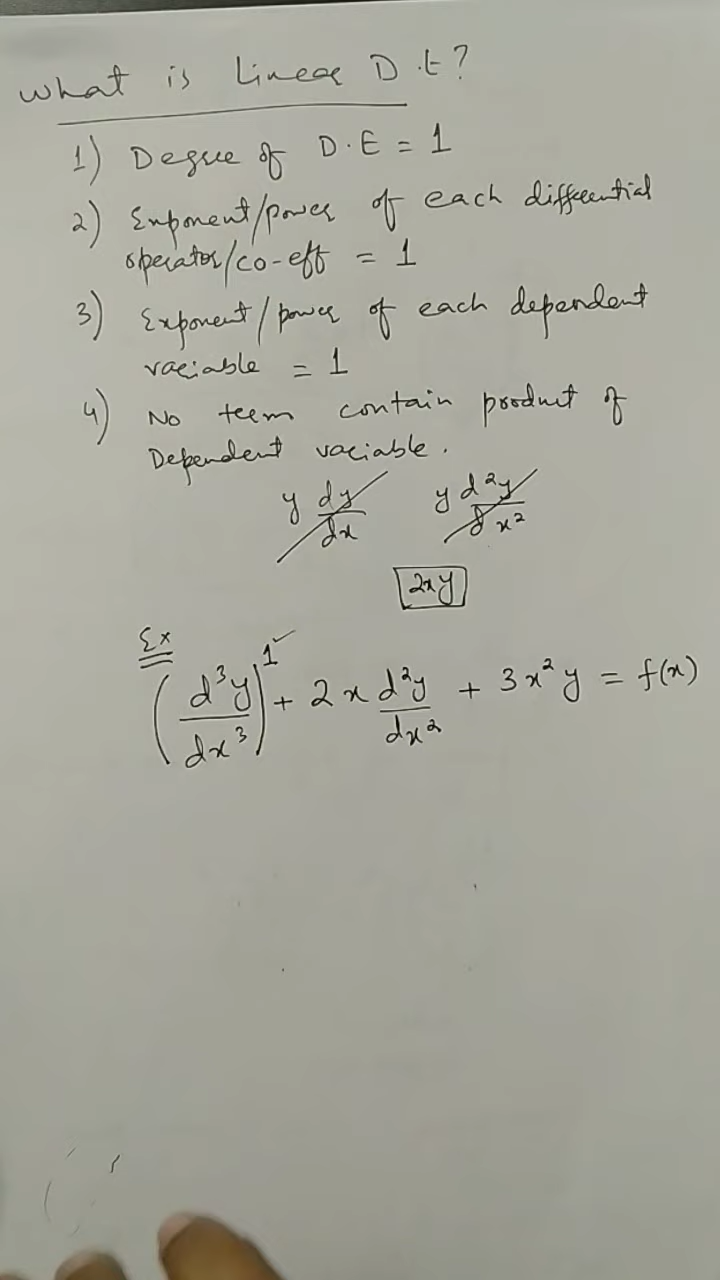 What is Linear D.E?
1) Degree of D.E = 1
2) Exponent/power of each differential
operator/co-eff = 1
3) Exponent/power of each dependent
variable = 1
4) No term contain product of
Dependent variable.
y dy/dx y d²y/dx²
2xy
Ex
(d³y/dx³)¹ + 2x d²y/dx² + 3x²y = f(x)